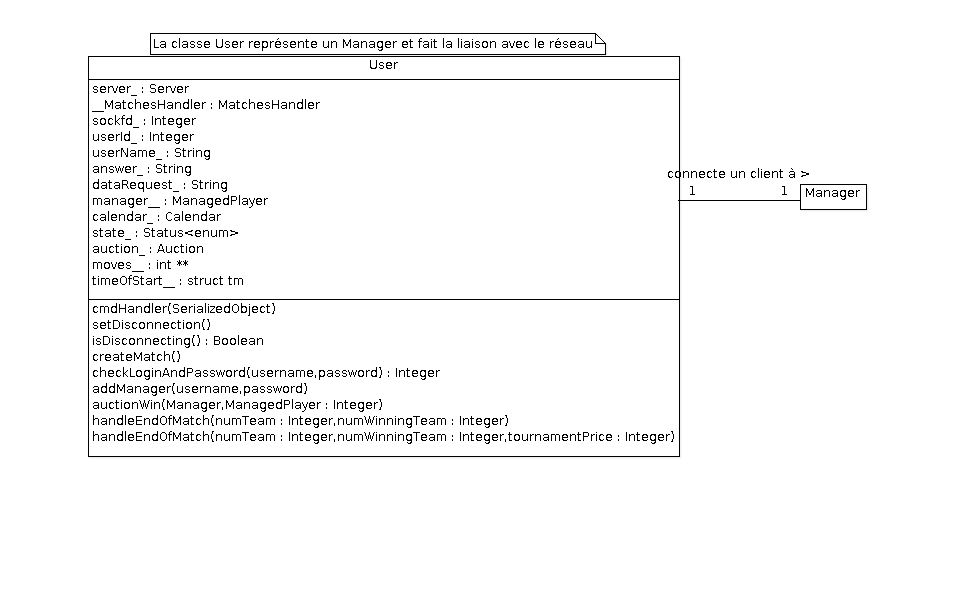 La classe User représente un Manager et fait la liaison avec le réseau
User
server_ : Server
__MatchesHandler : MatchesHandler
sockfd_ : Integer
userId_ : Integer
userName_ : String
answer_ : String
dataRequest_ : String
manager__ : ManagedPlayer
calendar_ : Calendar
state_ : Status<enum>
auction_ : Auction
moves__ : int **
timeOfStart__ : struct tm
connecte un client à >
1 1
Manager
cmdHandler(SerializedObject)
setDisconnection()
isDisconnecting() : Boolean
createMatch()
checkLoginAndPassword(username,password) : Integer
addManager(username,password)
auctionWin(Manager,ManagedPlayer : Integer)
handleEndOfMatch(numTeam : Integer,numWinningTeam : Integer)
handleEndOfMatch(numTeam : Integer,numWinningTeam : Integer,tournamentPrice : Integer)